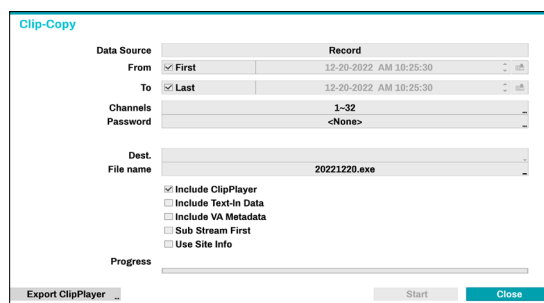 Clip-Copy
Data Source Record
From First 12-20-2022 AM 10:25:30
To Last 12-20-2022 AM 10:25:30
Channels 1~32 ...
Password <None> ...
Dest. ...
File name 20221220.exe ...
Include ClipPlayer
Include Text-In Data
Include VA Metadata
Sub Stream First
Use Site Info
Progress
Export ClipPlayer ... Start Close